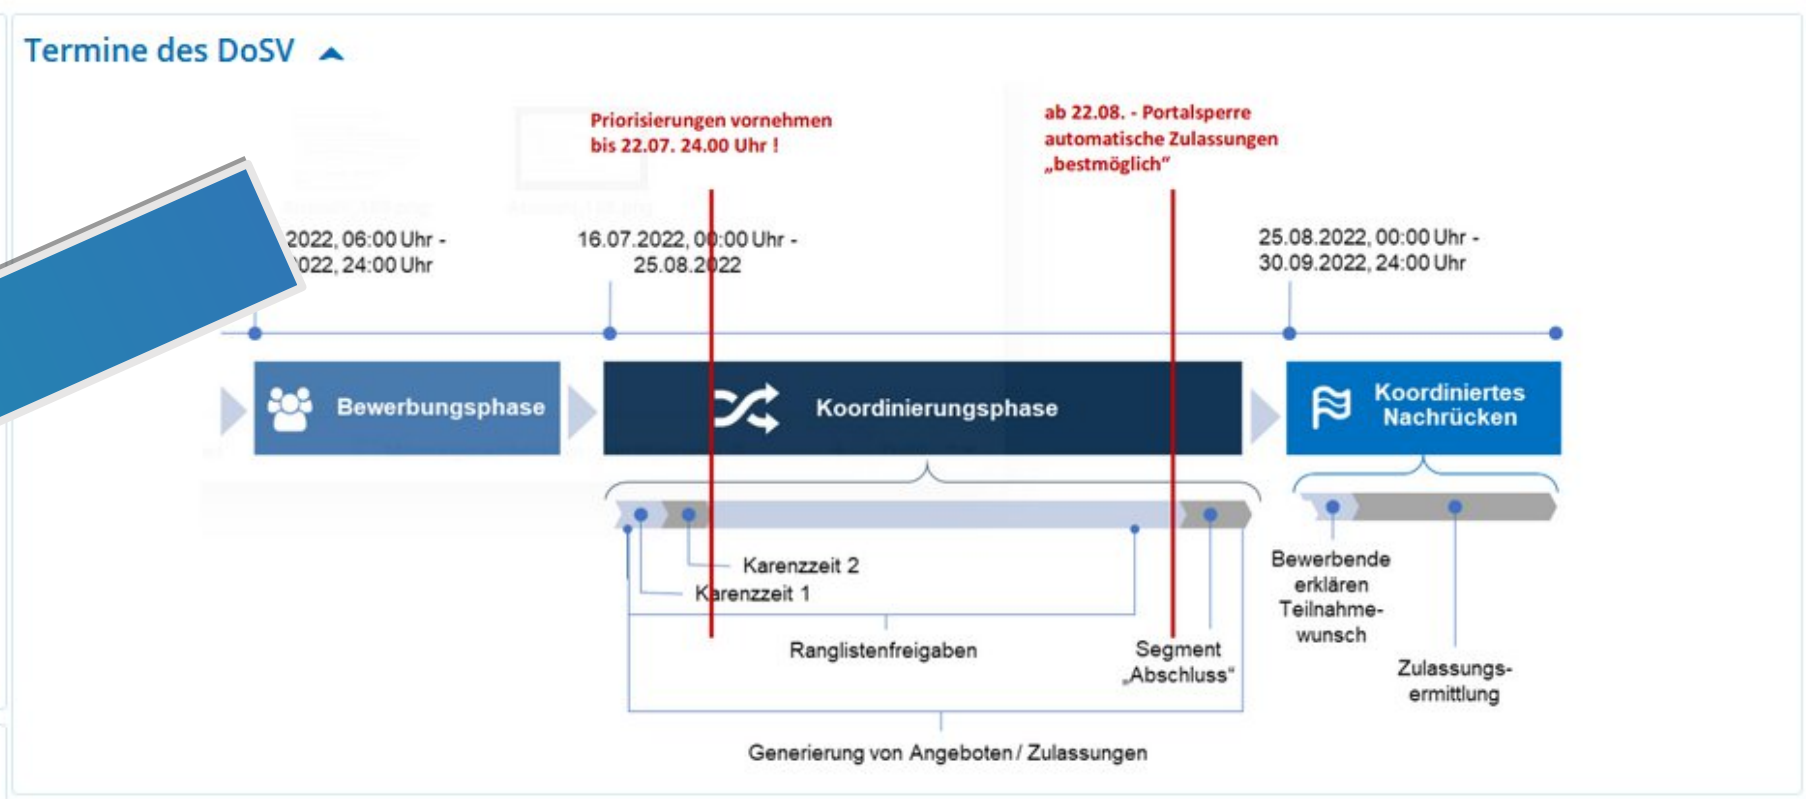 Termine des DoSV
Priorisierungen vornehmen
bis 22.07. 24.00 Uhr !
ab 22.08. - Portalsperre
automatische Zulassungen
„bestmöglich“
2022, 06:00 Uhr -
022, 24:00 Uhr
16.07.2022, 00:00 Uhr -
25.08.2022
25.08.2022, 00:00 Uhr -
30.09.2022, 24:00 Uhr
Bewerbungsphase
Koordinierungsphase
Koordiniertes
Nachrücken
Karenzzeit 2
Karenzzeit 1
Ranglistenfreigaben
Segment
„Abschluss“
Generierung von Angeboten / Zulassungen
Bewerbende
erklären
Teilnahme-
wunsch
Zulassungs-
ermittlung